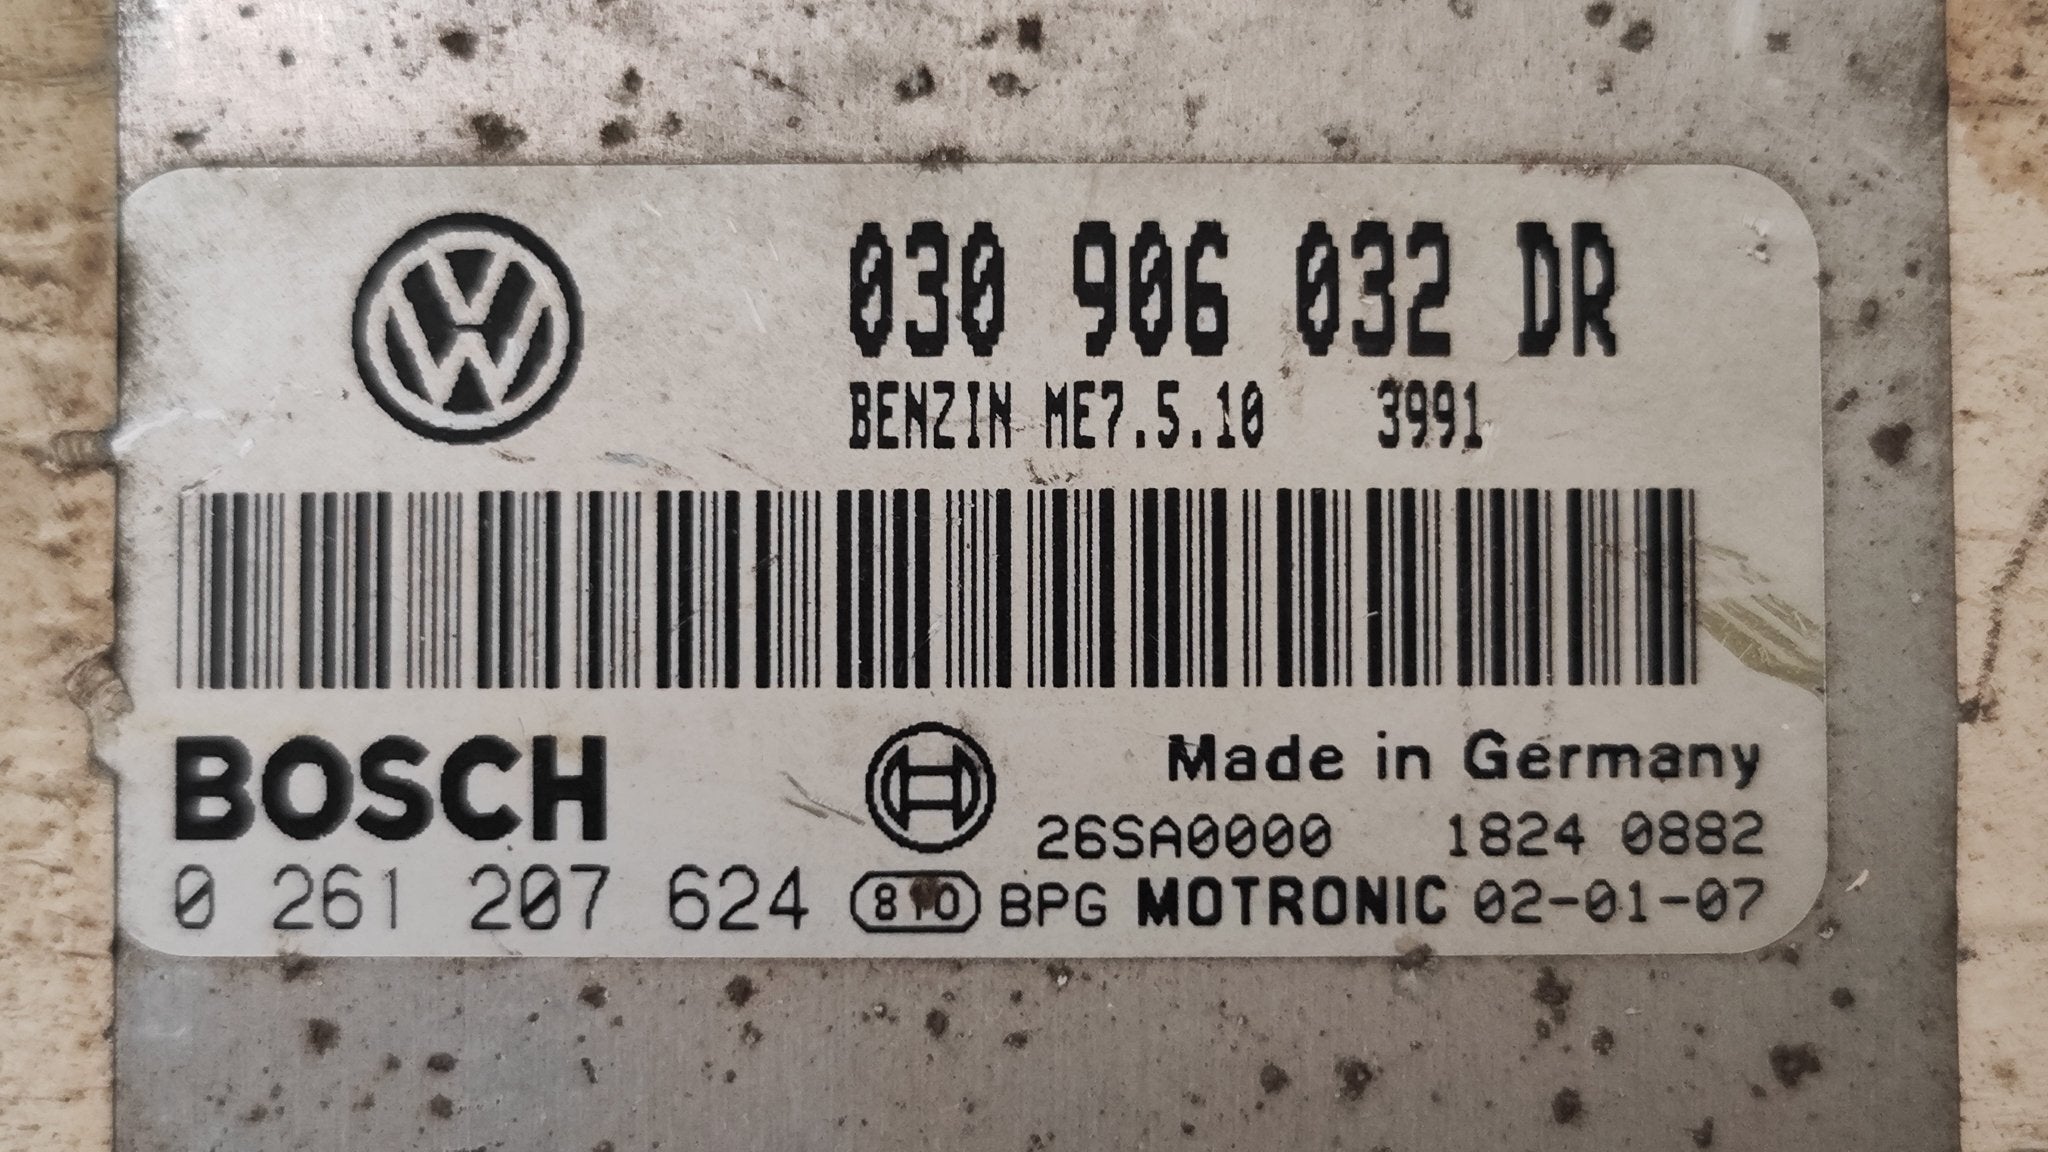 030 906 032 DR
BENZIN ME7.5.10 3991
BOSCH
Made in Germany
26SA0000 1824 0882
0 261 207 624 810 BPG MOTRONIC 02-01-07